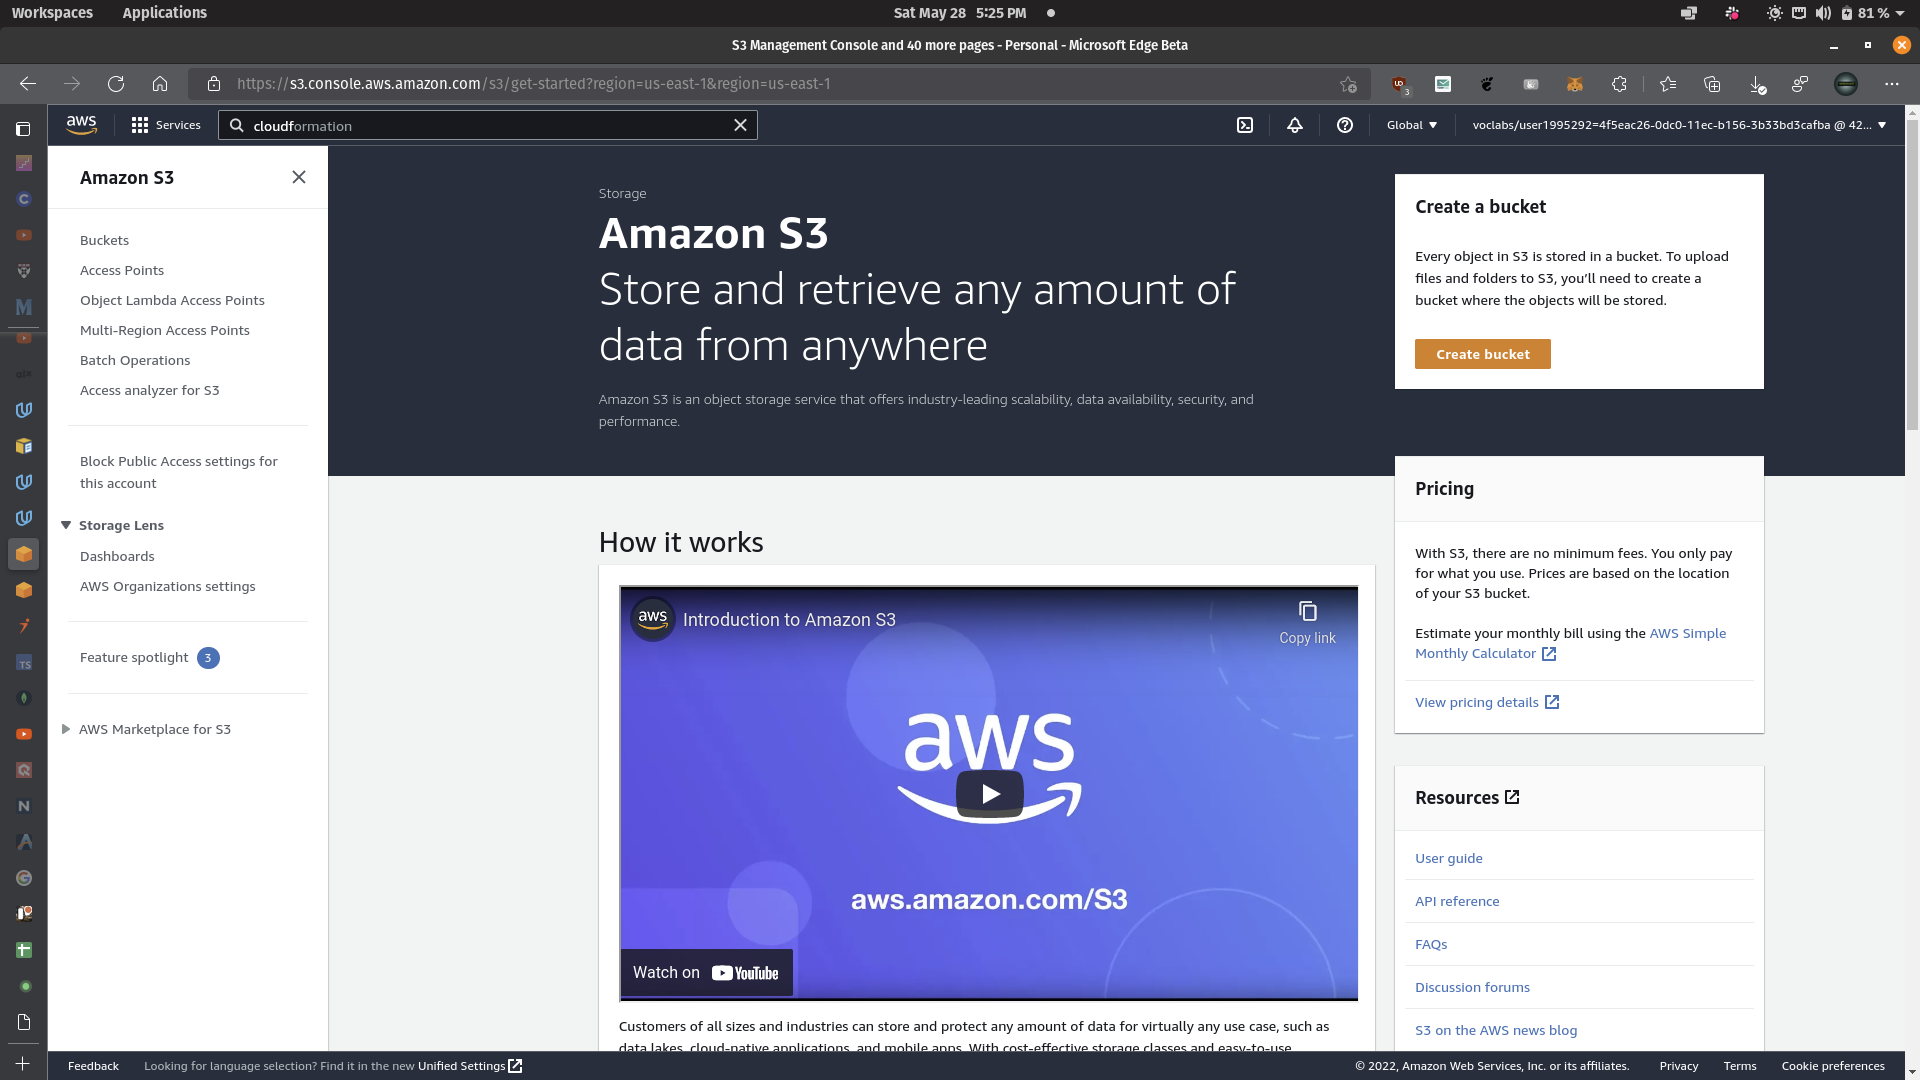 Workspaces Applications Sat May 28 5:25 PM 81 %
S3 Management Console and 40 more pages - Personal - Microsoft Edge Beta
https://s3.console.aws.amazon.com/s3/get-started?region=us-east-1&region=us-east-1
3
aws Services cloudformation Global voclabs/user1995292=4f5eac26-0dc0-11ec-b156-3b33bd3cafba @ 42...
Amazon S3
Buckets
Access Points
Object Lambda Access Points
Multi-Region Access Points
Batch Operations
Access analyzer for S3
Block Public Access settings for
this account
Storage Lens
Dashboards
AWS Organizations settings
Feature spotlight 3
AWS Marketplace for S3
Storage
Amazon S3
Store and retrieve any amount of
data from anywhere
Amazon S3 is an object storage service that offers industry-leading scalability, data availability, security, and
performance.
Create a bucket
Every object in S3 is stored in a bucket. To upload
files and folders to S3, you’ll need to create a
bucket where the objects will be stored.
Create bucket
How it works
aws Introduction to Amazon S3
Copy link
aws
aws.amazon.com/S3
Watch on YouTube
Customers of all sizes and industries can store and protect any amount of data for virtually any use case, such as
data lakes, cloud-native applications, and mobile apps. With cost-effective storage classes and easy-to-use
Pricing
With S3, there are no minimum fees. You only pay
for what you use. Prices are based on the location
of your S3 bucket.
Estimate your monthly bill using the AWS Simple
Monthly Calculator
View pricing details
Resources
User guide
API reference
FAQs
Discussion forums
S3 on the AWS news blog
Feedback Looking for language selection? Find it in the new Unified Settings © 2022, Amazon Web Services, Inc. or its affiliates. Privacy Terms Cookie preferences